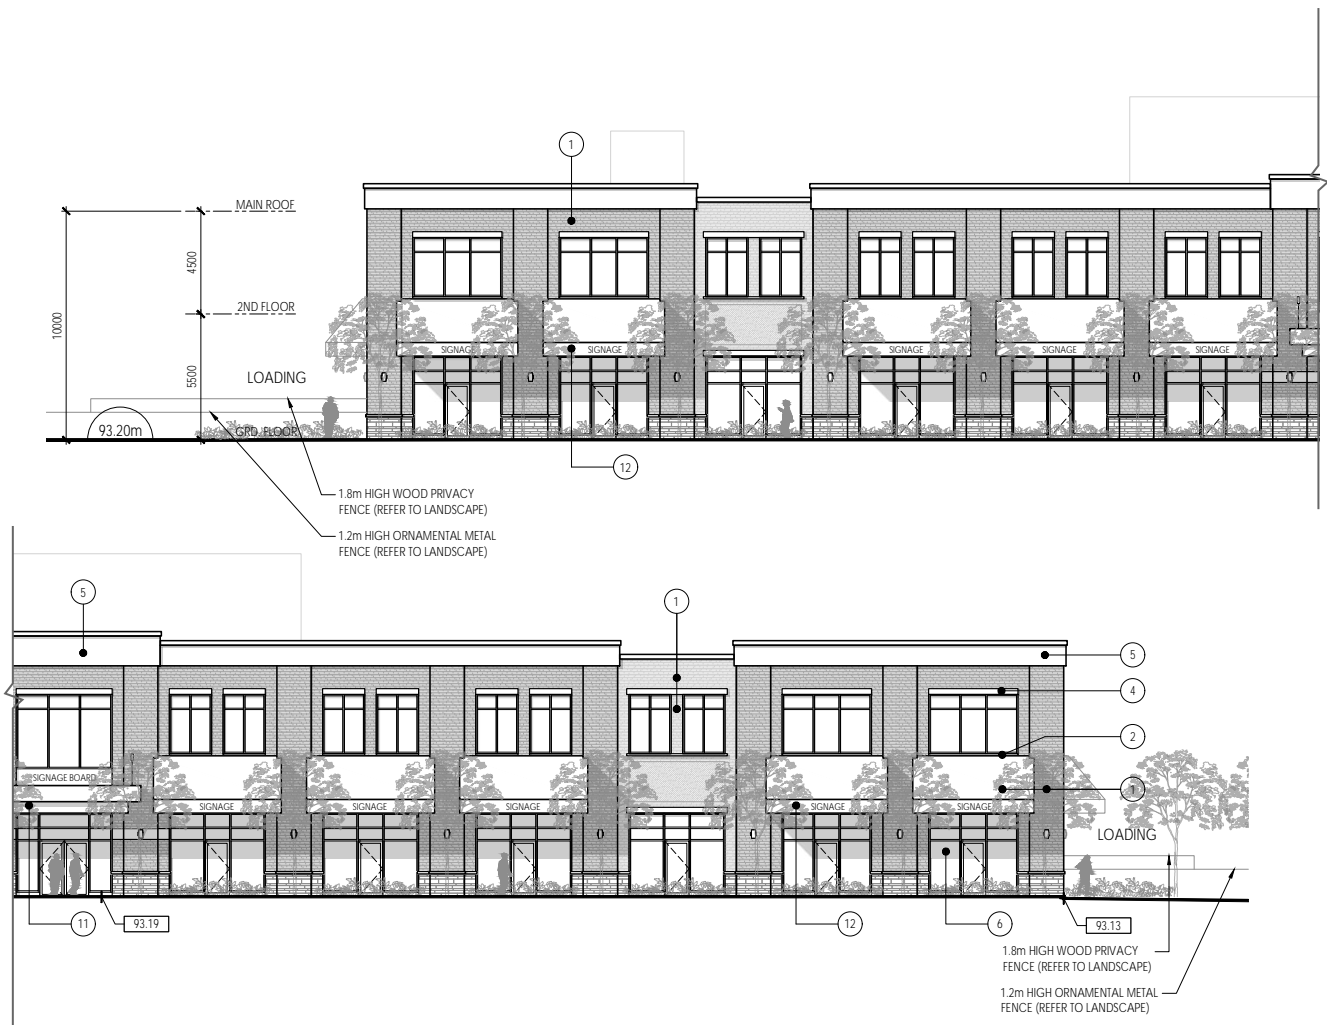 1
MAIN ROOF
4500
2ND FLOOR
10000
5500
SIGNAGE
SIGNAGE
SIGNAGE
SIGNAGE
SIGNAGE
LOADING
93.20m
GRD. FLOOR
12
1.8m HIGH WOOD PRIVACY
FENCE (REFER TO LANDSCAPE)
1.2m HIGH ORNAMENTAL METAL
FENCE (REFER TO LANDSCAPE)
5
1
5
4
2
SIGNAGE BOARD
1
SIGNAGE
SIGNAGE
SIGNAGE
SIGNAGE
SIGNAGE
LOADING
11
93.19
12
6
93.13
1.8m HIGH WOOD PRIVACY
FENCE (REFER TO LANDSCAPE)
1.2m HIGH ORNAMENTAL METAL
FENCE (REFER TO LANDSCAPE)